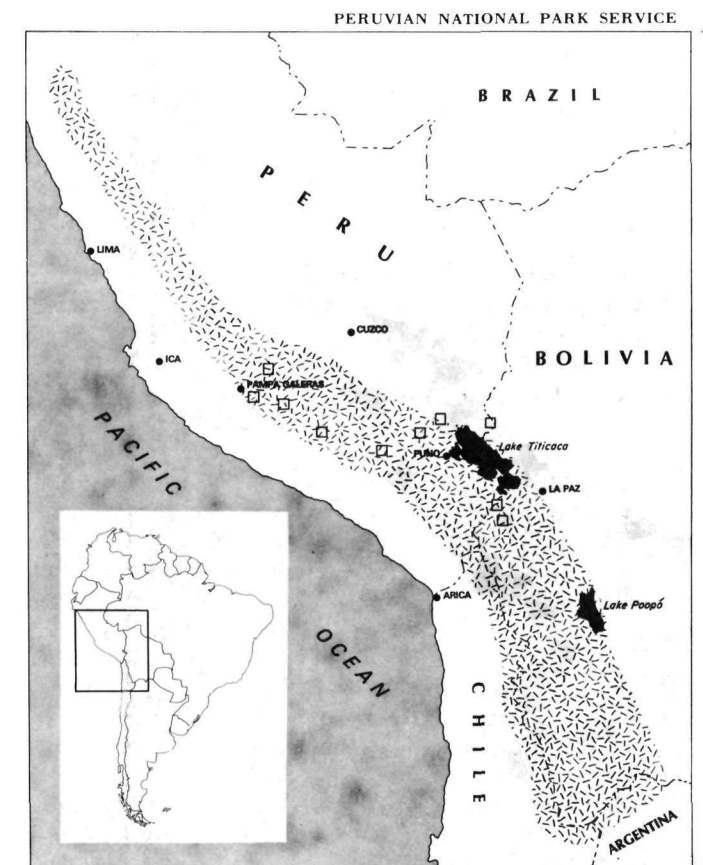 PERUVIAN NATIONAL PARK SERVICE
BRAZIL
PERU
LIMA
CUZCO
ICA
BOLIVIA
PAMPA GALERAS
PACIFIC
Lake Titicaca
PUNO
LA PAZ
ARICA
Lake Poopó
OCEAN
CHILE
ARGENTINA